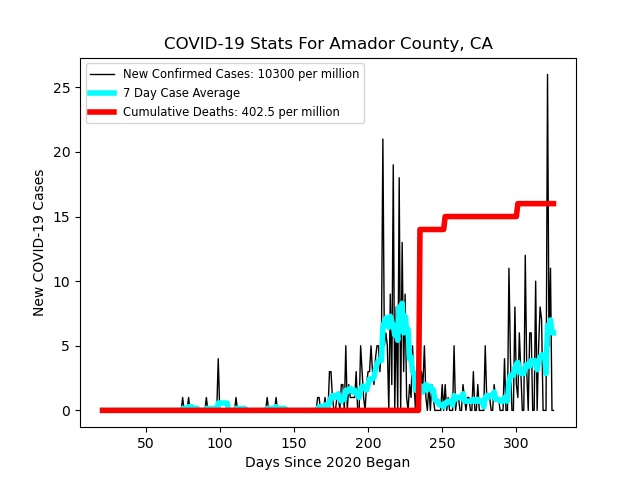 COVID-19 Stats For Amador County, CA
New Confirmed Cases: 10300 per million
7 Day Case Average
Cumulative Deaths: 402.5 per million
New COVID-19 Cases
25
20
15
10
5
0
50 100 150 200 250 300
Days Since 2020 Began